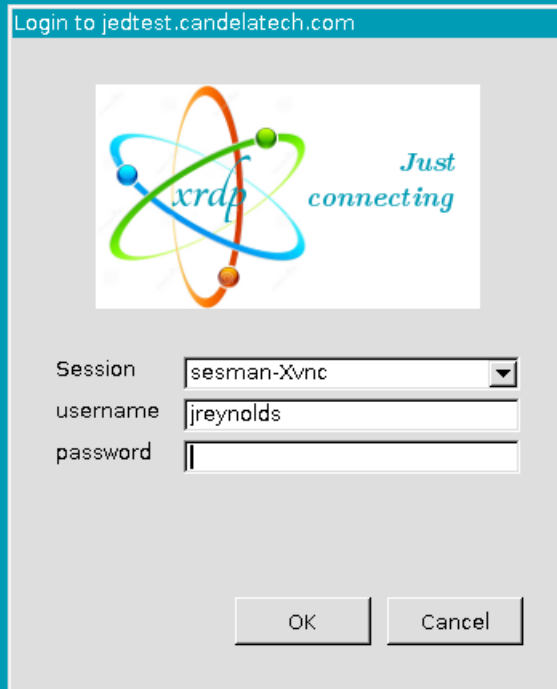 Login to jedtest.candelatech.com
xrdp
Just
connecting
Session
sesman-Xvnc
username
jreynolds
password
OK
Cancel